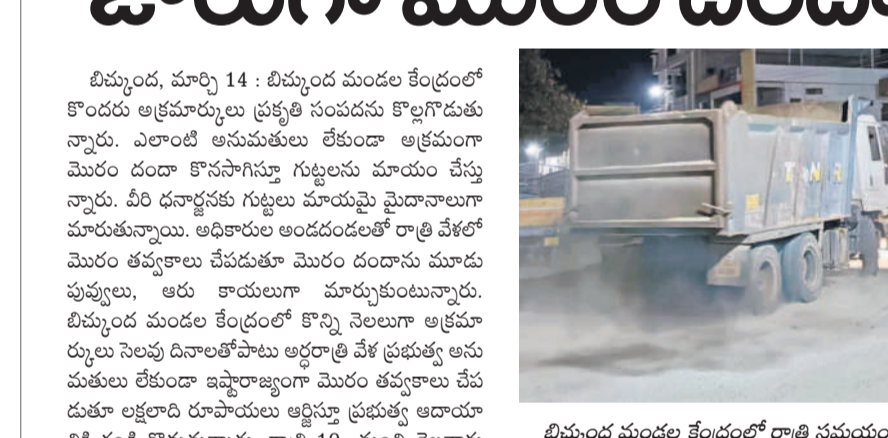 జోరుగా మొరం దందా
బిచ్కుంద, మార్చి 14 : బిచ్కుంద మండల కేంద్రంలో
కొందరు అక్రమార్కులు ప్రకృతి సంపదను కొల్లగొడుతు
న్నారు. ఎలాంటి అనుమతులు లేకుండా అక్రమంగా
మొరం దందా కొనసాగిస్తూ గుట్టలను మాయం చేస్తు
న్నారు. వీరి ధనార్జనకు గుట్టలు మాయమై మైదానాలుగా
మారుతున్నాయి. అధికారుల అండదండలతో రాత్రి వేళలో
మొరం తవ్వకాలు చేపడుతూ మొరం దందాను మూడు
పువ్వులు, ఆరు కాయలుగా మార్చుకుంటున్నారు.
బిచ్కుంద మండల కేంద్రంలో కొన్ని నెలలుగా అక్రమా
ర్కులు సెలవు దినాలతోపాటు అర్ధరాత్రి వేళ ప్రభుత్వ అను
మతులు లేకుండా ఇష్టారాజ్యంగా మొరం తవ్వకాలు చేప
డుతూ లక్షలాది రూపాయలు ఆర్జిస్తూ ప్రభుత్వ ఆదాయా
బిచ్కుంద మండల కేంద్రంలో రాత్రి సమయం